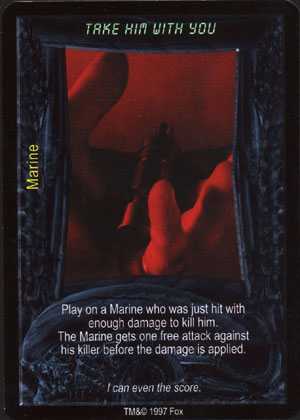 TAKE HIM WITH YOU
Marine
Play on a Marine who was just hit with
enough damage to kill him.
The Marine gets one free attack against
his killer before the damage is applied.
I can even the score.
TM&© 1997 Fox